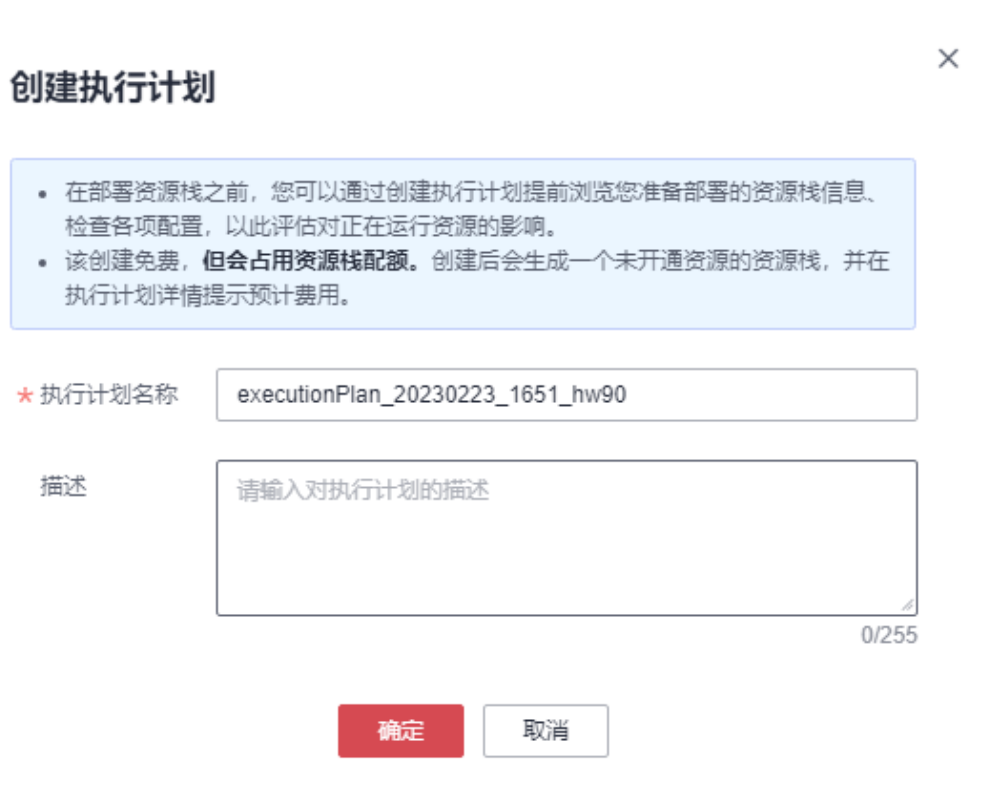 创建执行计划
在部署资源栈之前，您可以通过创建执行计划提前浏览您准备部署的资源栈信息、
检查各项配置，以此评估对正在运行资源的影响。
该创建免费，但会占用资源栈配额。创建后会生成一个未开通资源的资源栈，并在
执行计划详情提示预计费用。
* 执行计划名称 executionPlan_20230223_1651_hw90
描述 请输入对执行计划的描述
0/255
确定 取消